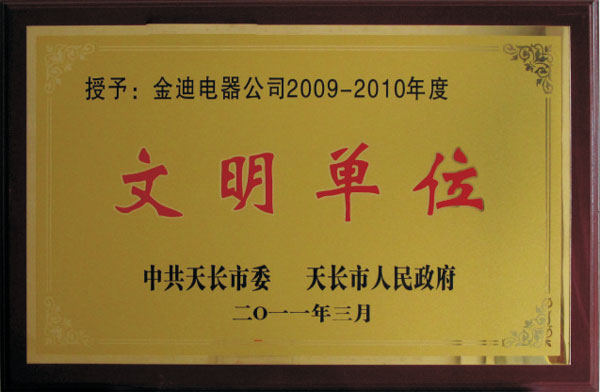 授予：金迪电器公司2009-2010年度
文明单位
中共天长市委 天长市人民政府
二O一一年三月